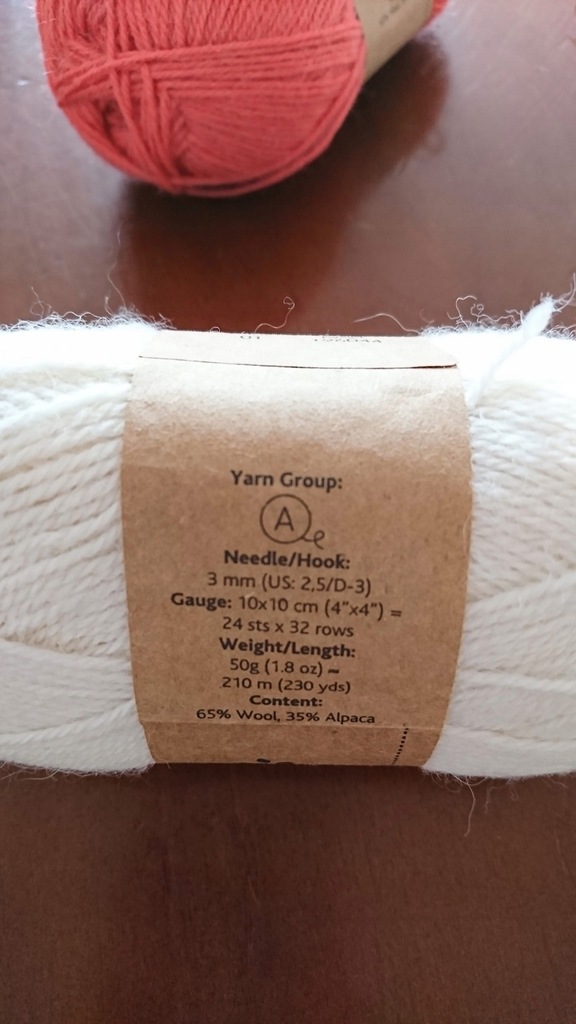 Yarn Group:
A
Needle/Hook:
3 mm (US: 2,5/D-3)
Gauge: 10x10 cm (4"x4") =
24 sts x 32 rows
Weight/Length:
50g (1.8 oz) =
210 m (230 yds)
Content:
65% Wool, 35% Alpaca